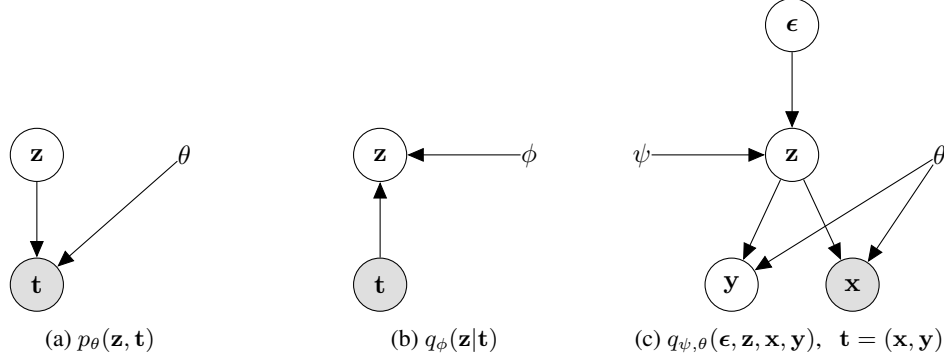 ϵ
z θ z ϕ ψ z θ
t t y x
(a) pθ(z, t) (b) qϕ(z|t) (c) qψ,θ(ϵ, z, x, y), t = (x, y)